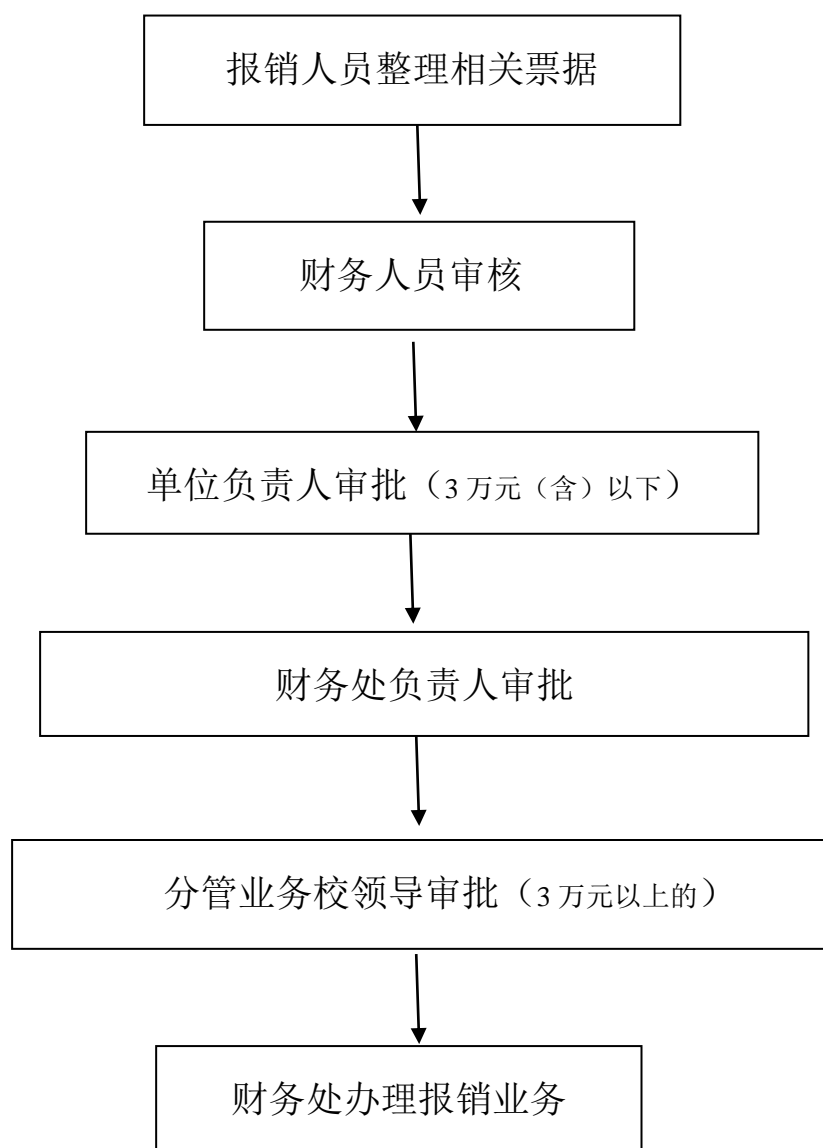 报销人员整理相关票据
财务人员审核
单位负责人审批（3 万元（含）以下）
财务处负责人审批
分管业务校领导审批（3 万元以上的）
财务处办理报销业务